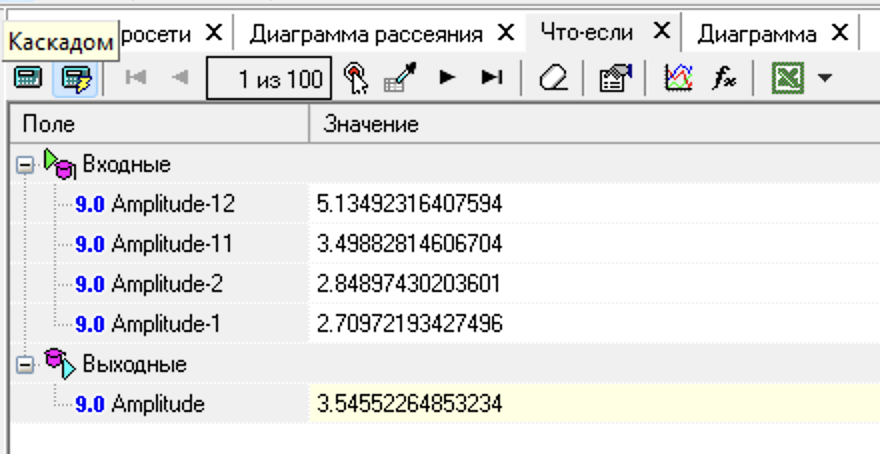 Каскадом росети X Диаграмма рассеяния X Что-если X Диаграмма X
1 из 100 fx
Поле Значение
Входные
9.0 Amplitude-12 5.13492316407594
9.0 Amplitude-11 3.49882814606704
9.0 Amplitude-2 2.84897430203601
9.0 Amplitude-1 2.70972193427496
Выходные
9.0 Amplitude 3.54552264853234